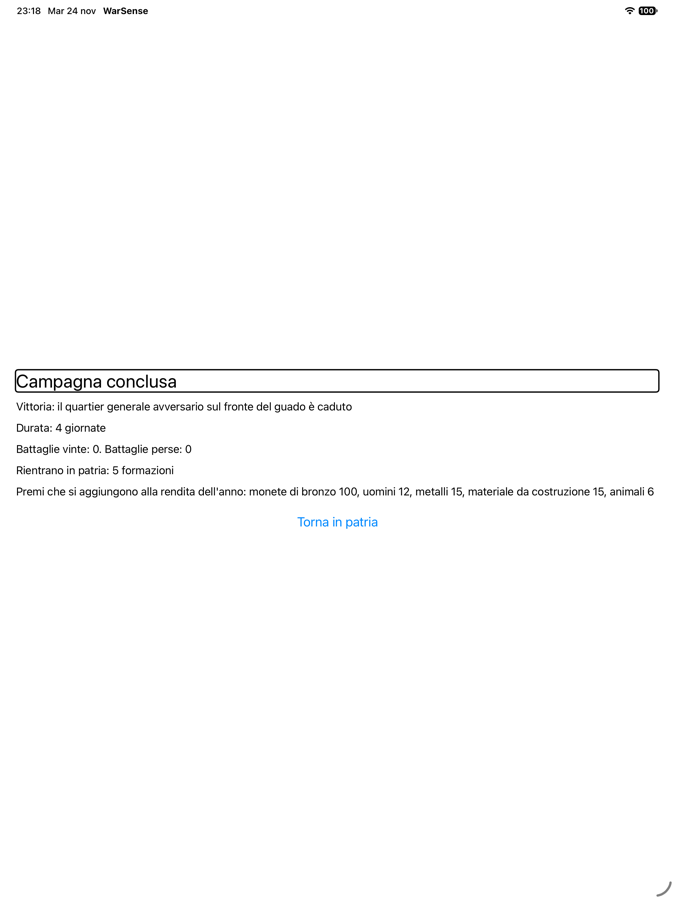 23:18 Mar 24 nov WarSense 100
Campagna conclusa
Vittoria: il quartier generale avversario sul fronte del guado è caduto
Durata: 4 giornate
Battaglie vinte: 0. Battaglie perse: 0
Rientrano in patria: 5 formazioni
Premi che si aggiungono alla rendita dell'anno: monete di bronzo 100, uomini 12, metalli 15, materiale da costruzione 15, animali 6
Torna in patria